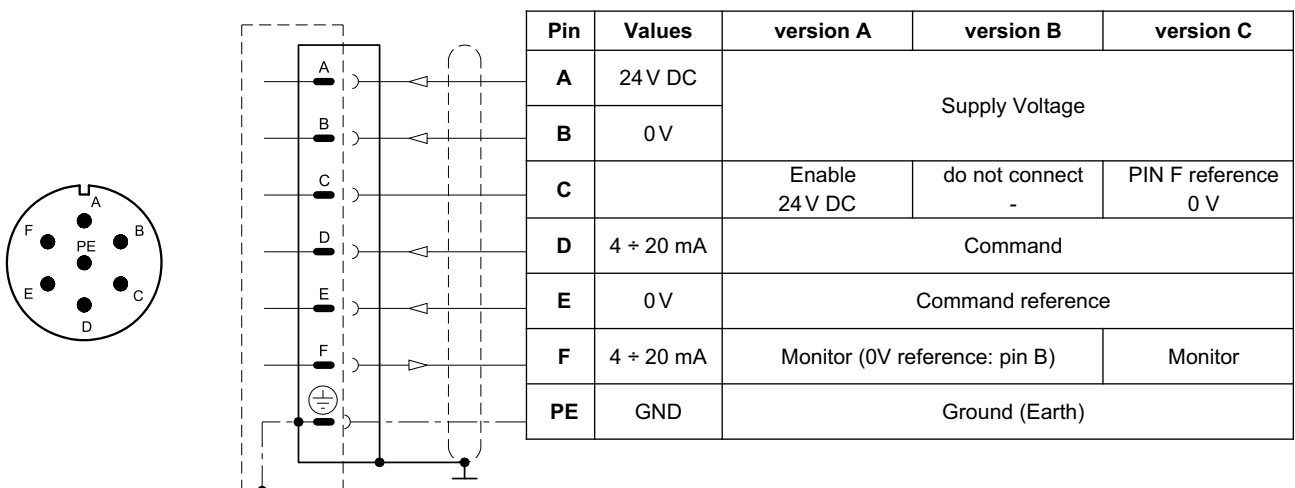 A
F
B
PE
E
C
D
A
B
C
D
E
F
Pin Values version A version B version C
A 24 V DC
Supply Voltage
B 0 V
C Enable do not connect PIN F reference
24 V DC - 0 V
D 4 ÷ 20 mA Command
E 0 V Command reference
F 4 ÷ 20 mA Monitor (0V reference: pin B) Monitor
PE GND Ground (Earth)